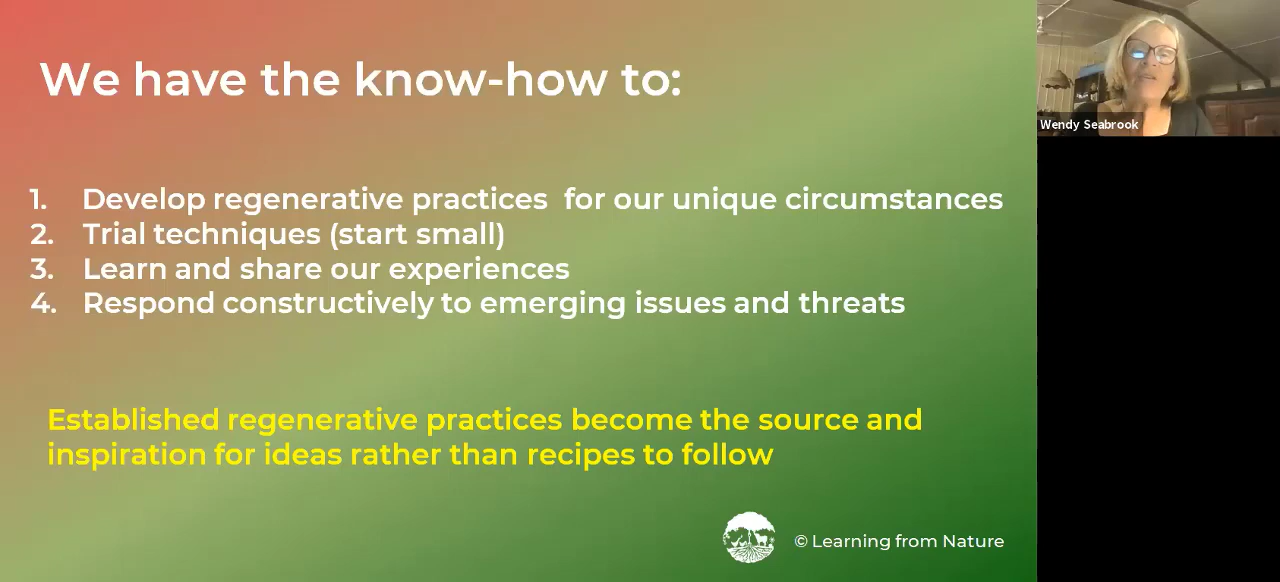 We have the know-how to:
1. Develop regenerative practices for our unique circumstances
2. Trial techniques (start small)
3. Learn and share our experiences
4. Respond constructively to emerging issues and threats
Established regenerative practices become the source and
inspiration for ideas rather than recipes to follow
© Learning from Nature
Wendy Seabrook